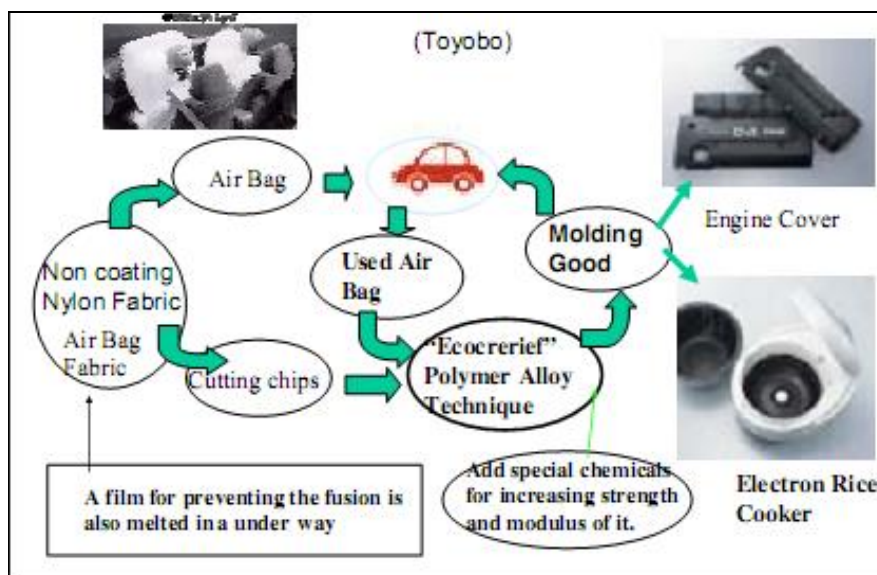 (Toyobo)
Air Bag
Engine Cover
Molding
Good
Used Air
Bag
Non coating
Nylon Fabric
Air Bag
Fabric
"Ecocrerief"
Polymer Alloy
Technique
Cutting chips
A film for preventing the fusion is
also melted in a under way
Add special chemicals
for increasing strength
and modulus of it.
Electron Rice
Cooker